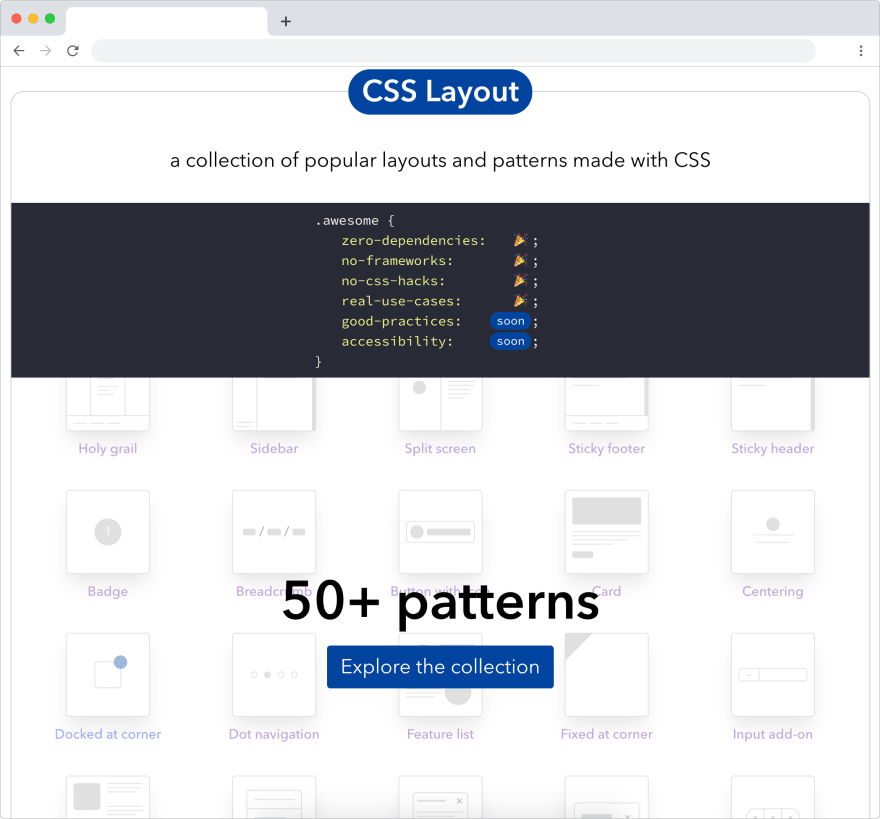 CSS Layout
a collection of popular layouts and patterns made with CSS
.awesome {
zero-dependencies: 🎉;
no-frameworks: 🎉;
no-css-hacks: 🎉;
real-use-cases: 🎉;
good-practices: soon;
accessibility: soon;
}
Holy grail Sidebar Split screen Sticky footer Sticky header
1 / /
Badge Breadcrumb Button with Card Centering
50+ patterns
Explore the collection
Docked at corner Dot navigation Feature list Fixed at corner Input add-on